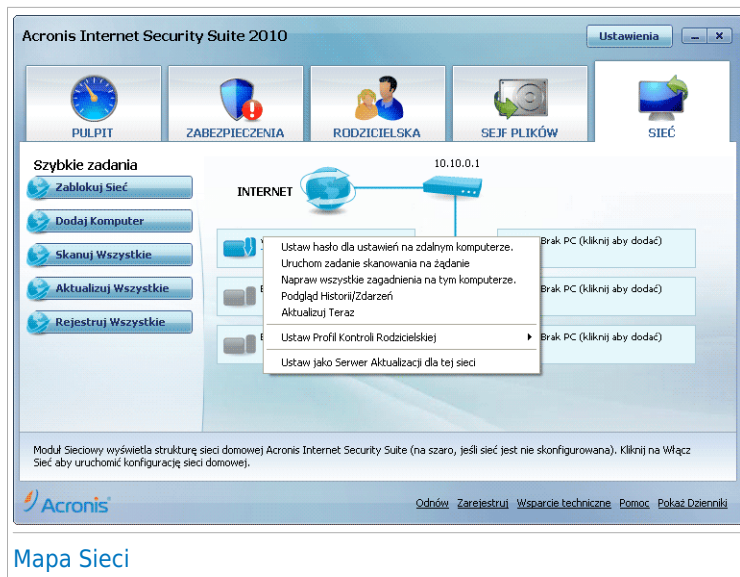 Acronis Internet Security Suite 2010
Ustawienia
PULPIT
ZABEZPIECZENIA
RODZICIELSKA
SEJF PLIKÓW
SIEĆ
Szybkie zadania
Zablokuj Sieć
Dodaj Komputer
Skanuj Wszystkie
Aktualizuj Wszystkie
Rejestruj Wszystkie
INTERNET
10.10.0.1
Ustaw hasło dla ustawień na zdalnym komputerze.
Uruchom zadanie skanowania na żądanie
Napraw wszystkie zagadnienia na tym komputerze.
Podgląd Historii/Zdarzeń
Aktualizuj Teraz
Ustaw Profil Kontroli Rodzicielskiej
Ustaw jako Serwer Aktualizacji dla tej sieci
Brak PC (kliknij aby dodać)
Brak PC (kliknij aby dodać)
Brak PC (kliknij aby dodać)
Moduł Sieciowy wyświetla strukturę sieci domowej Acronis Internet Security Suite (na szaro, jeśli sieć jest nie skonfigurowana). Kliknij na Włącz
Sieć aby uruchomić konfigurację sieci domowej.
Acronis
Odnów Zarejestruj Wsparcie techniczne Pomoc Pokaż Dzienniki
Mapa Sieci